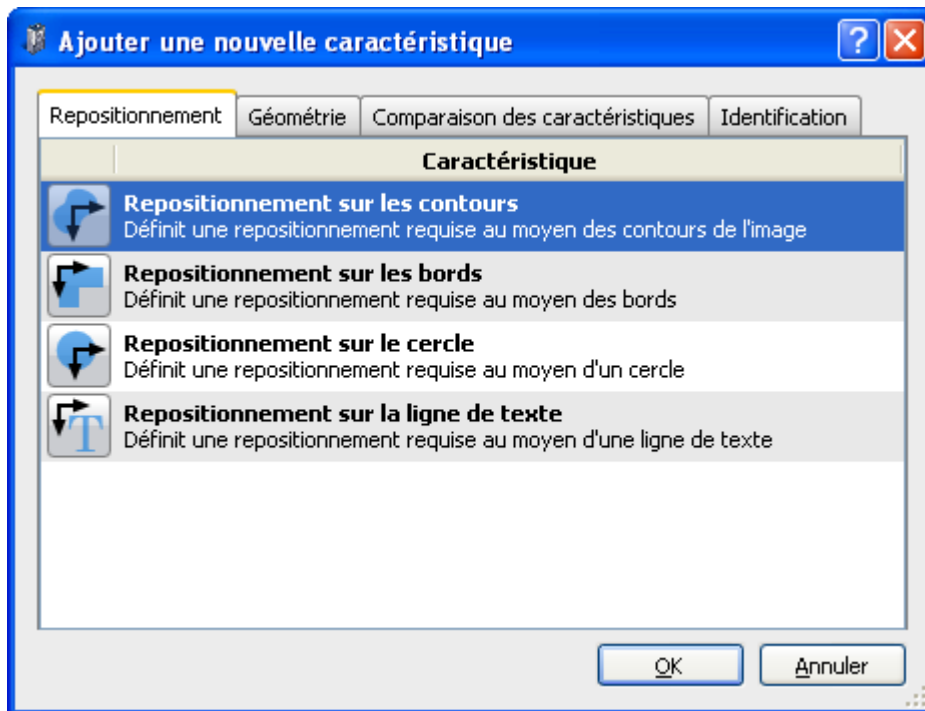 Ajouter une nouvelle caractéristique
Repositionnement Géométrie Comparaison des caractéristiques Identification
Caractéristique
Repositionnement sur les contours
Définit une repositionnement requise au moyen des contours de l'image
Repositionnement sur les bords
Définit une repositionnement requise au moyen des bords
Repositionnement sur le cercle
Définit une repositionnement requise au moyen d'un cercle
Repositionnement sur la ligne de texte
Définit une repositionnement requise au moyen d'une ligne de texte
OK Annuler